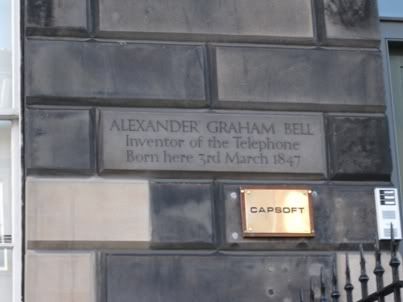 ALEXANDER GRAHAM BELL
Inventor of the Telephone
Born here 3rd March 1847
CAPSOFT